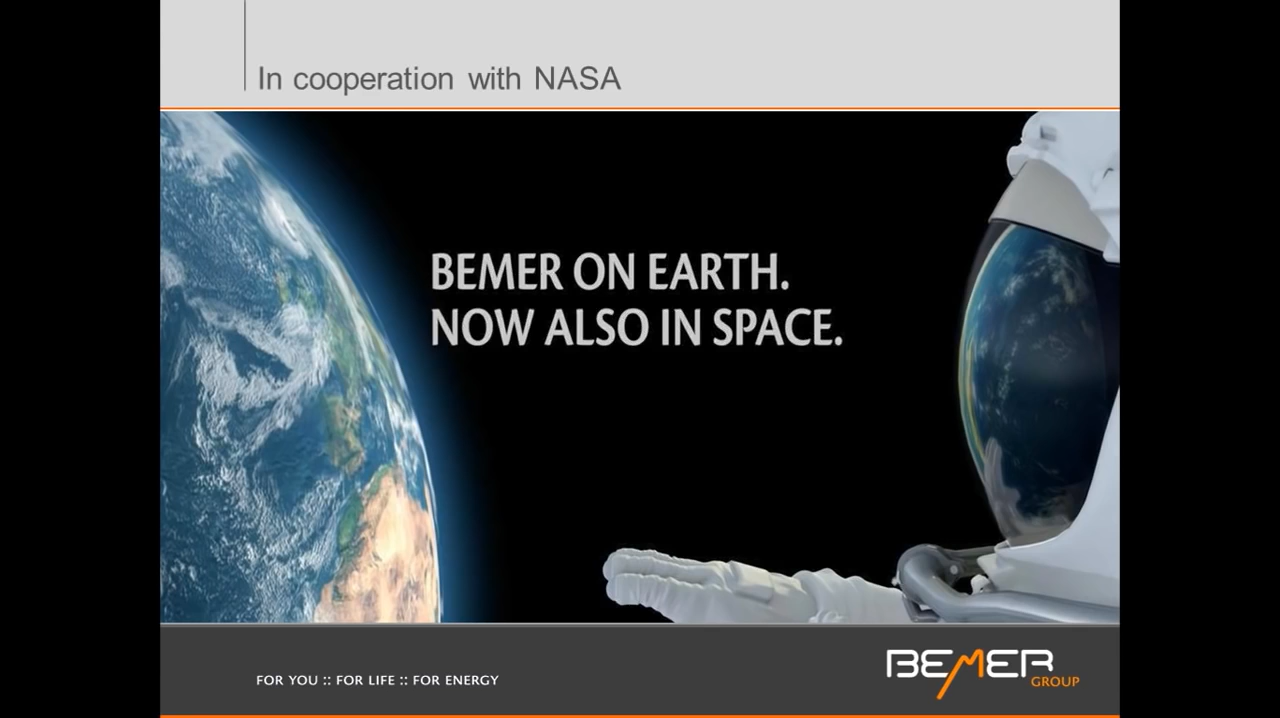 In cooperation with NASA
BEMER ON EARTH.
NOW ALSO IN SPACE.
FOR YOU :: FOR LIFE :: FOR ENERGY
BEMER
GROUP